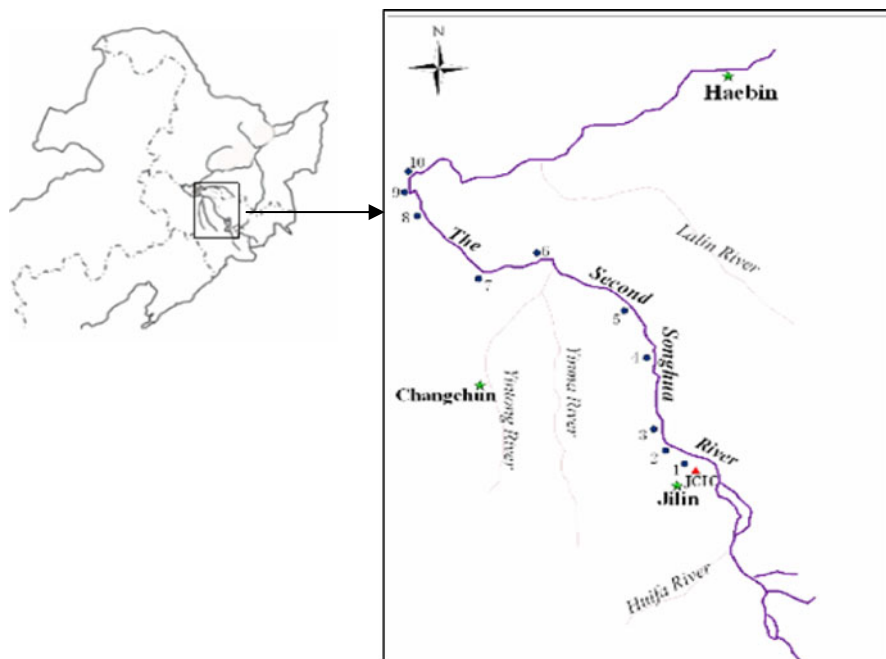 N
Haebin
10
9
8
The
6
Lalin River
7
Second
5
4
Songhua
Changchun
Yintong River
Yinma River
3
2
River
1
JCIC
Jilin
Huifa River